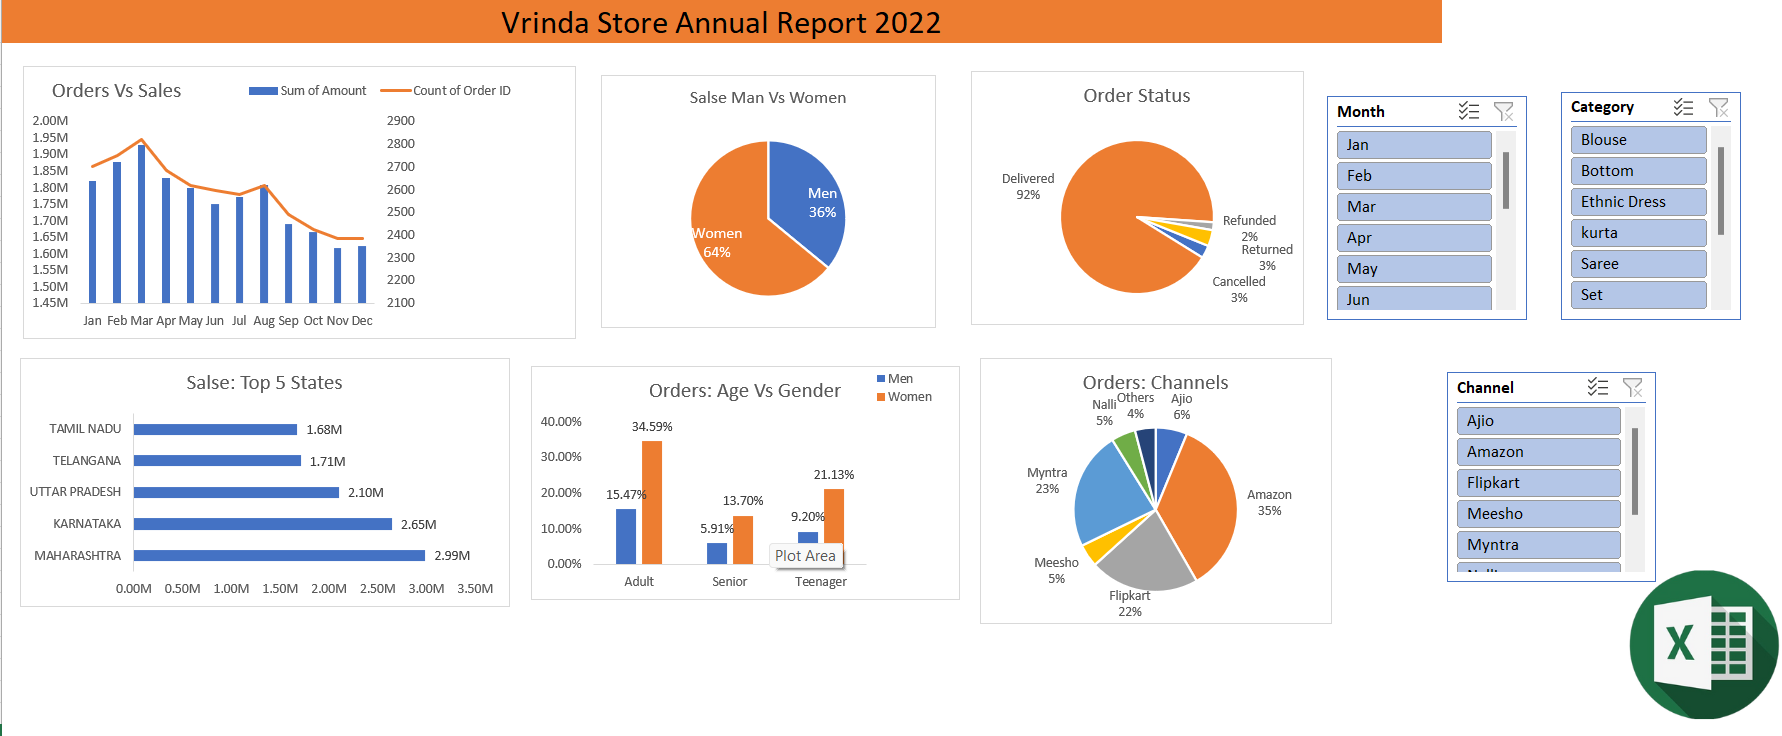 Vrinda Store Annual Report 2022
Orders Vs Sales
Sum of Amount
Count of Order ID
2.00M
1.95M
1.90M
1.85M
1.80M
1.75M
1.70M
1.65M
1.60M
1.55M
1.50M
1.45M
2900
2800
2700
2600
2500
2400
2300
2200
2100
Jan Feb Mar Apr May Jun Jul Aug Sep Oct Nov Dec
Salse Man Vs Women
Men
36%
Women
64%
Order Status
Delivered
92%
Refunded
2%
Returned
3%
Cancelled
3%
Month
Jan
Feb
Mar
Apr
May
Jun
Category
Blouse
Bottom
Ethnic Dress
kurta
Saree
Set
Salse: Top 5 States
TAMIL NADU 1.68M
TELANGANA 1.71M
UTTAR PRADESH 2.10M
KARNATAKA 2.65M
MAHARASHTRA 2.99M
0.00M 0.50M 1.00M 1.50M 2.00M 2.50M 3.00M 3.50M
Orders: Age Vs Gender
Men
Women
40.00%
30.00%
20.00%
10.00%
0.00%
15.47%
34.59%
5.91%
13.70%
9.20%
21.13%
Plot Area
Adult Senior Teenager
Orders: Channels
Nalli
5%
Others
4%
Ajio
6%
Myntra
23%
Amazon
35%
Meesho
5%
Flipkart
22%
Channel
Ajio
Amazon
Flipkart
Meesho
Myntra
X